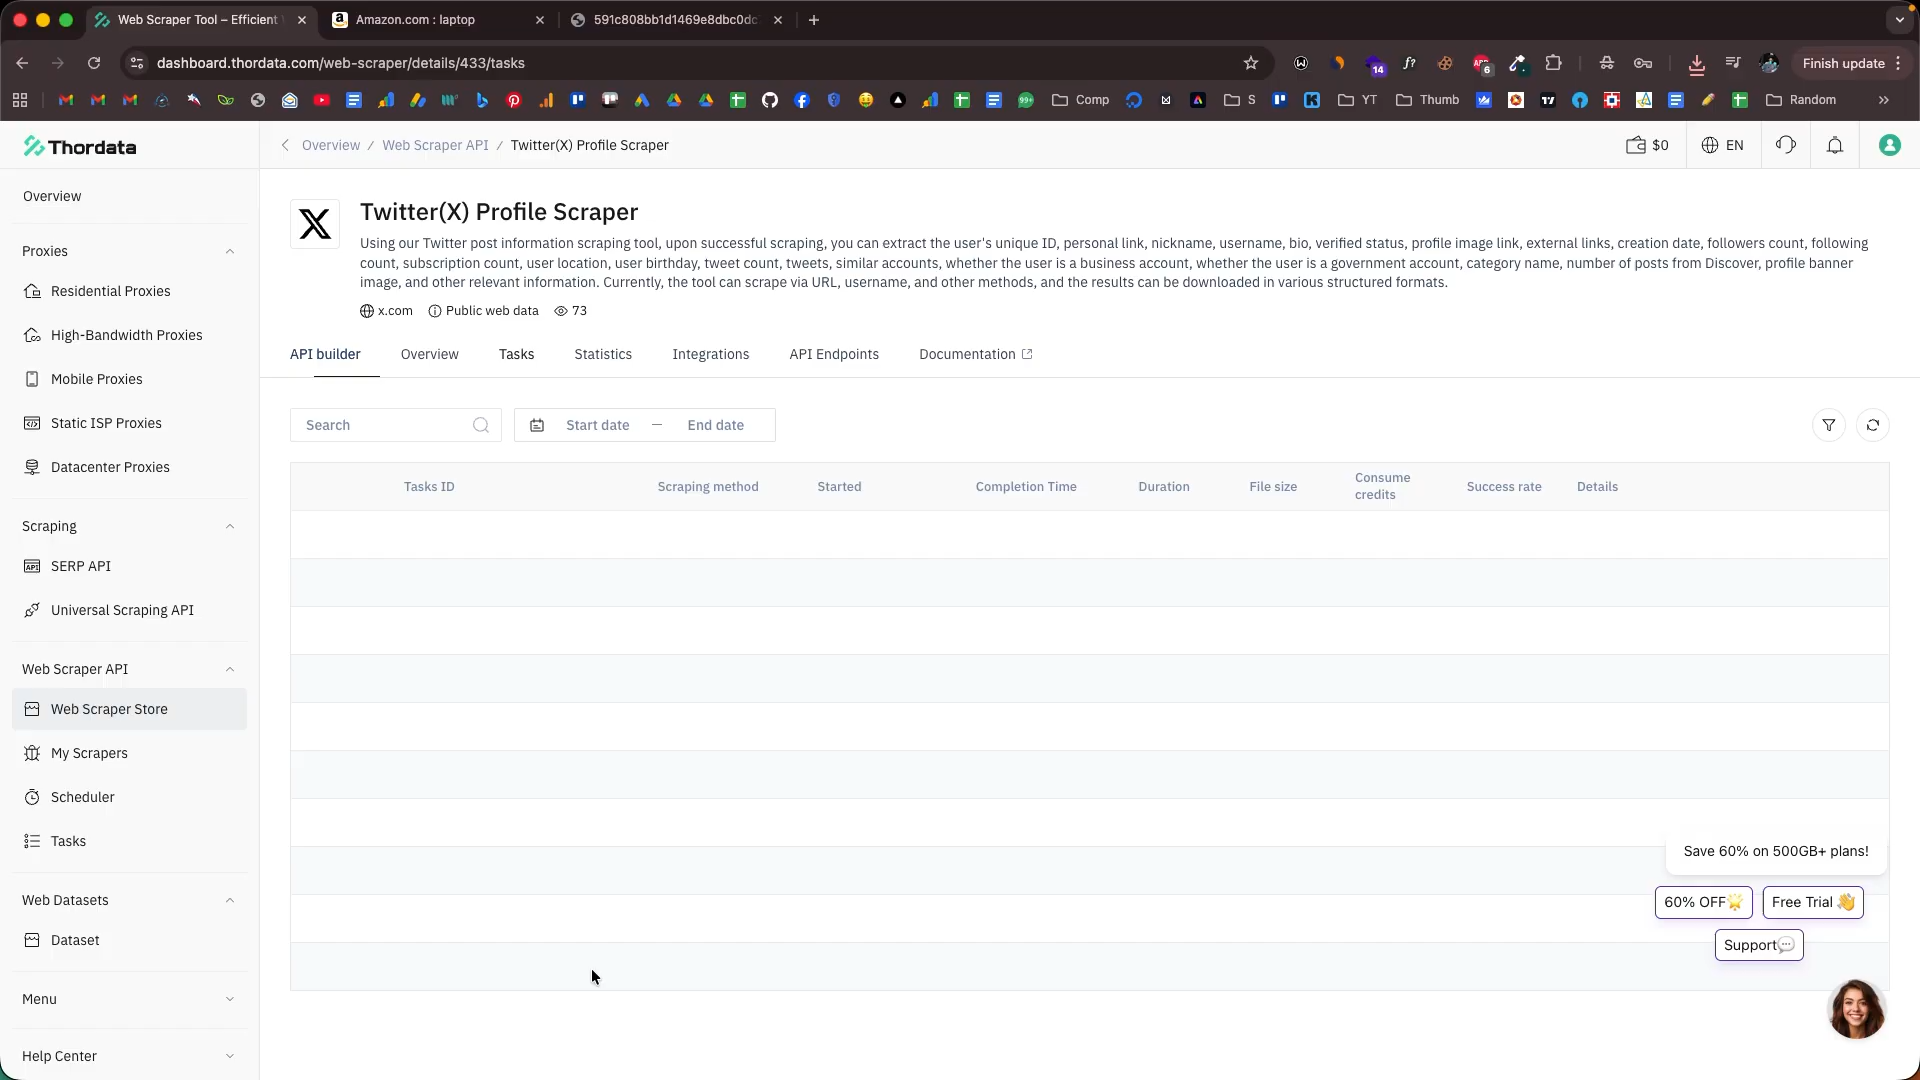 Web Scraper Tool – Efficient
Amazon.com : laptop
591c808bb1d1469e8dbc0dc
dashboard.thordata.com/web-scraper/details/433/tasks
14
f?
6
Finish update
99+
Comp
S
YT
Thumb
Random
Thordata
Overview / Web Scraper API / Twitter(X) Profile Scraper
$0
EN
Overview
Proxies
Residential Proxies
High-Bandwidth Proxies
Mobile Proxies
Static ISP Proxies
Datacenter Proxies
Scraping
SERP API
Universal Scraping API
Web Scraper API
Web Scraper Store
My Scrapers
Scheduler
Tasks
Web Datasets
Dataset
Menu
Help Center
Twitter(X) Profile Scraper
Using our Twitter post information scraping tool, upon successful scraping, you can extract the user's unique ID, personal link, nickname, username, bio, verified status, profile image link, external links, creation date, followers count, following
count, subscription count, user location, user birthday, tweet count, tweets, similar accounts, whether the user is a business account, whether the user is a government account, category name, number of posts from Discover, profile banner
image, and other relevant information. Currently, the tool can scrape via URL, username, and other methods, and the results can be downloaded in various structured formats.
x.com
Public web data
73
API builder
Overview
Tasks
Statistics
Integrations
API Endpoints
Documentation
Search
Start date — End date
Tasks ID
Scraping method
Started
Completion Time
Duration
File size
Consume
credits
Success rate
Details
Save 60% on 500GB+ plans!
60% OFF🌟
Free Trial 👋
Support💬